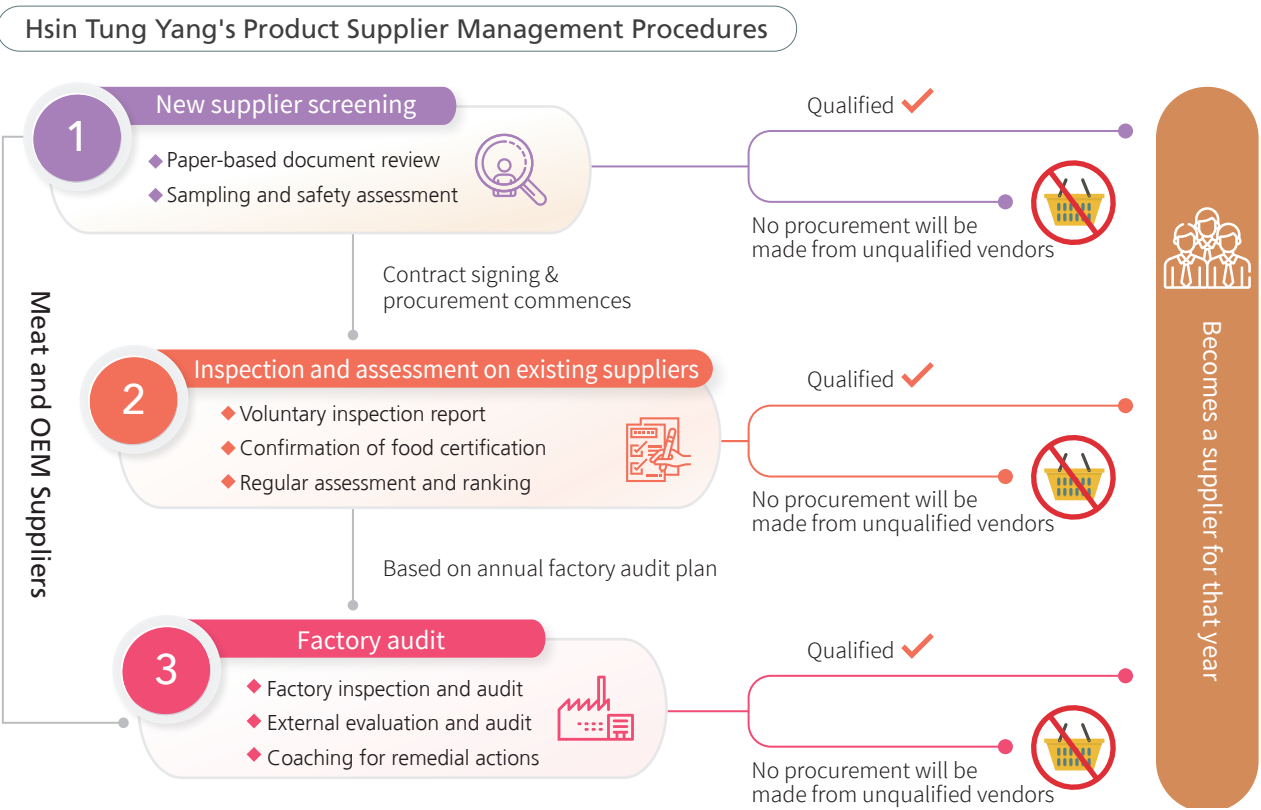 Hsin Tung Yang's Product Supplier Management Procedures
1
New supplier screening
Paper-based document review
Sampling and safety assessment
Qualified
No procurement will be
made from unqualified vendors
Contract signing &
procurement commences
Meat and OEM Suppliers
2
Inspection and assessment on existing suppliers
Voluntary inspection report
Confirmation of food certification
Regular assessment and ranking
Qualified
No procurement will be
made from unqualified vendors
Based on annual factory audit plan
3
Factory audit
Factory inspection and audit
External evaluation and audit
Coaching for remedial actions
Qualified
No procurement will be
made from unqualified vendors
Becomes a supplier for that year